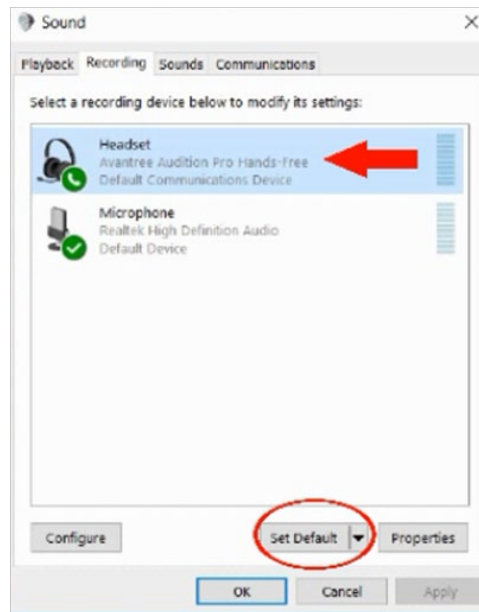 Sound
Playback Recording Sounds Communications
Select a recording device below to modify its settings:
Headset
Avantree Audition Pro Hands-Free
Default Communications Device
Microphone
Realtek High Definition Audio
Default Device
Configure Set Default Properties
OK Cancel Apply